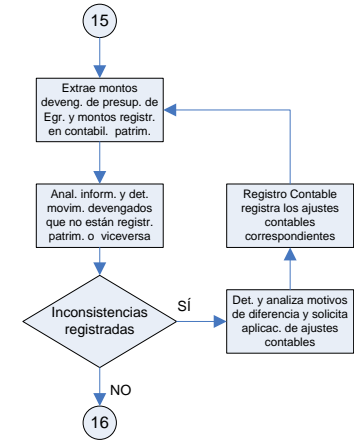 15
Extrae montos
deveng. de presup. de
Egr. y montos registr.
en contabil. patrim.
Anal. inform. y det.
movim. devengados
que no están registr.
patrim. o viceversa
Registro Contable
registra los ajustes
contables
correspondientes
Inconsistencias
registradas
SÍ
Det. y analiza motivos
de diferencia y solicita
aplicac. de ajustes
contables
NO
16